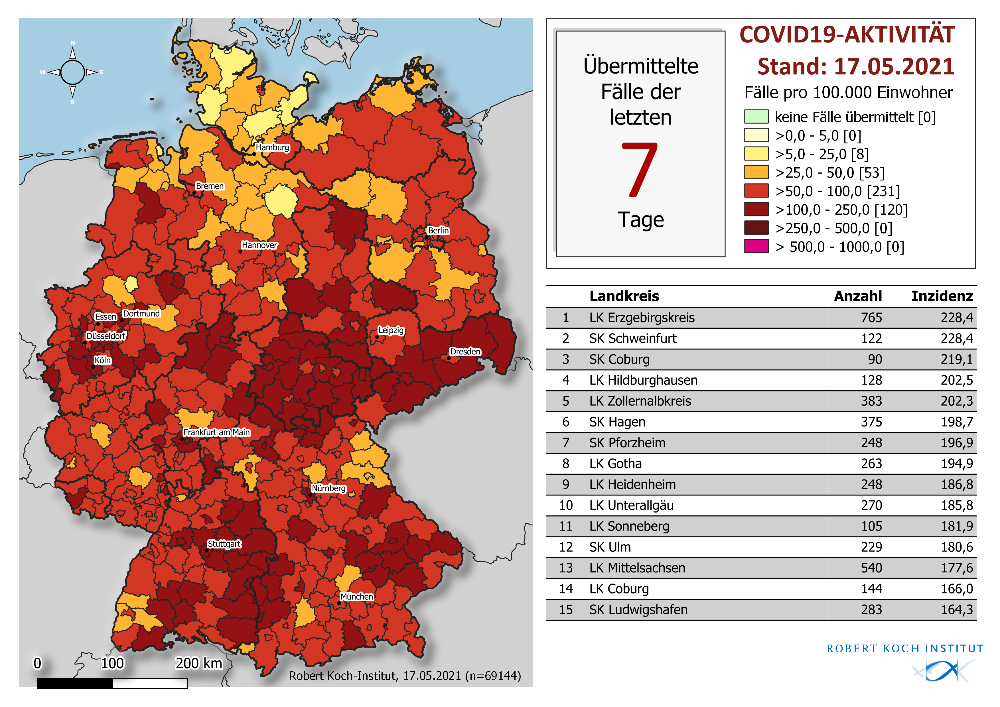 N
W
E
S
Hamburg
Bremen
Berlin
Hannover
Essen
Dortmund
Düsseldorf
Leipzig
Köln
Dresden
Frankfurt am Main
Nürnberg
Stuttgart
München
0 100 200 km
Robert Koch-Institut, 17.05.2021 (n=69144)
Übermittelte
Fälle der
letzten
7
Tage
COVID19-AKTIVITÄT
Stand: 17.05.2021
Fälle pro 100.000 Einwohner
keine Fälle übermittelt [0]
>0,0 - 5,0 [0]
>5,0 - 25,0 [8]
>25,0 - 50,0 [53]
>50,0 - 100,0 [231]
>100,0 - 250,0 [120]
>250,0 - 500,0 [0]
> 500,0 - 1000,0 [0]
Landkreis Anzahl Inzidenz
1 LK Erzgebirgskreis 765 228,4
2 SK Schweinfurt 122 228,4
3 SK Coburg 90 219,1
4 LK Hildburghausen 128 202,5
5 LK Zollernalbkreis 383 202,3
6 SK Hagen 375 198,7
7 SK Pforzheim 248 196,9
8 LK Gotha 263 194,9
9 LK Heidenheim 248 186,8
10 LK Unterallgäu 270 185,8
11 LK Sonneberg 105 181,9
12 SK Ulm 229 180,6
13 LK Mittelsachsen 540 177,6
14 LK Coburg 144 166,0
15 SK Ludwigshafen 283 164,3
ROBERT KOCH INSTITUT